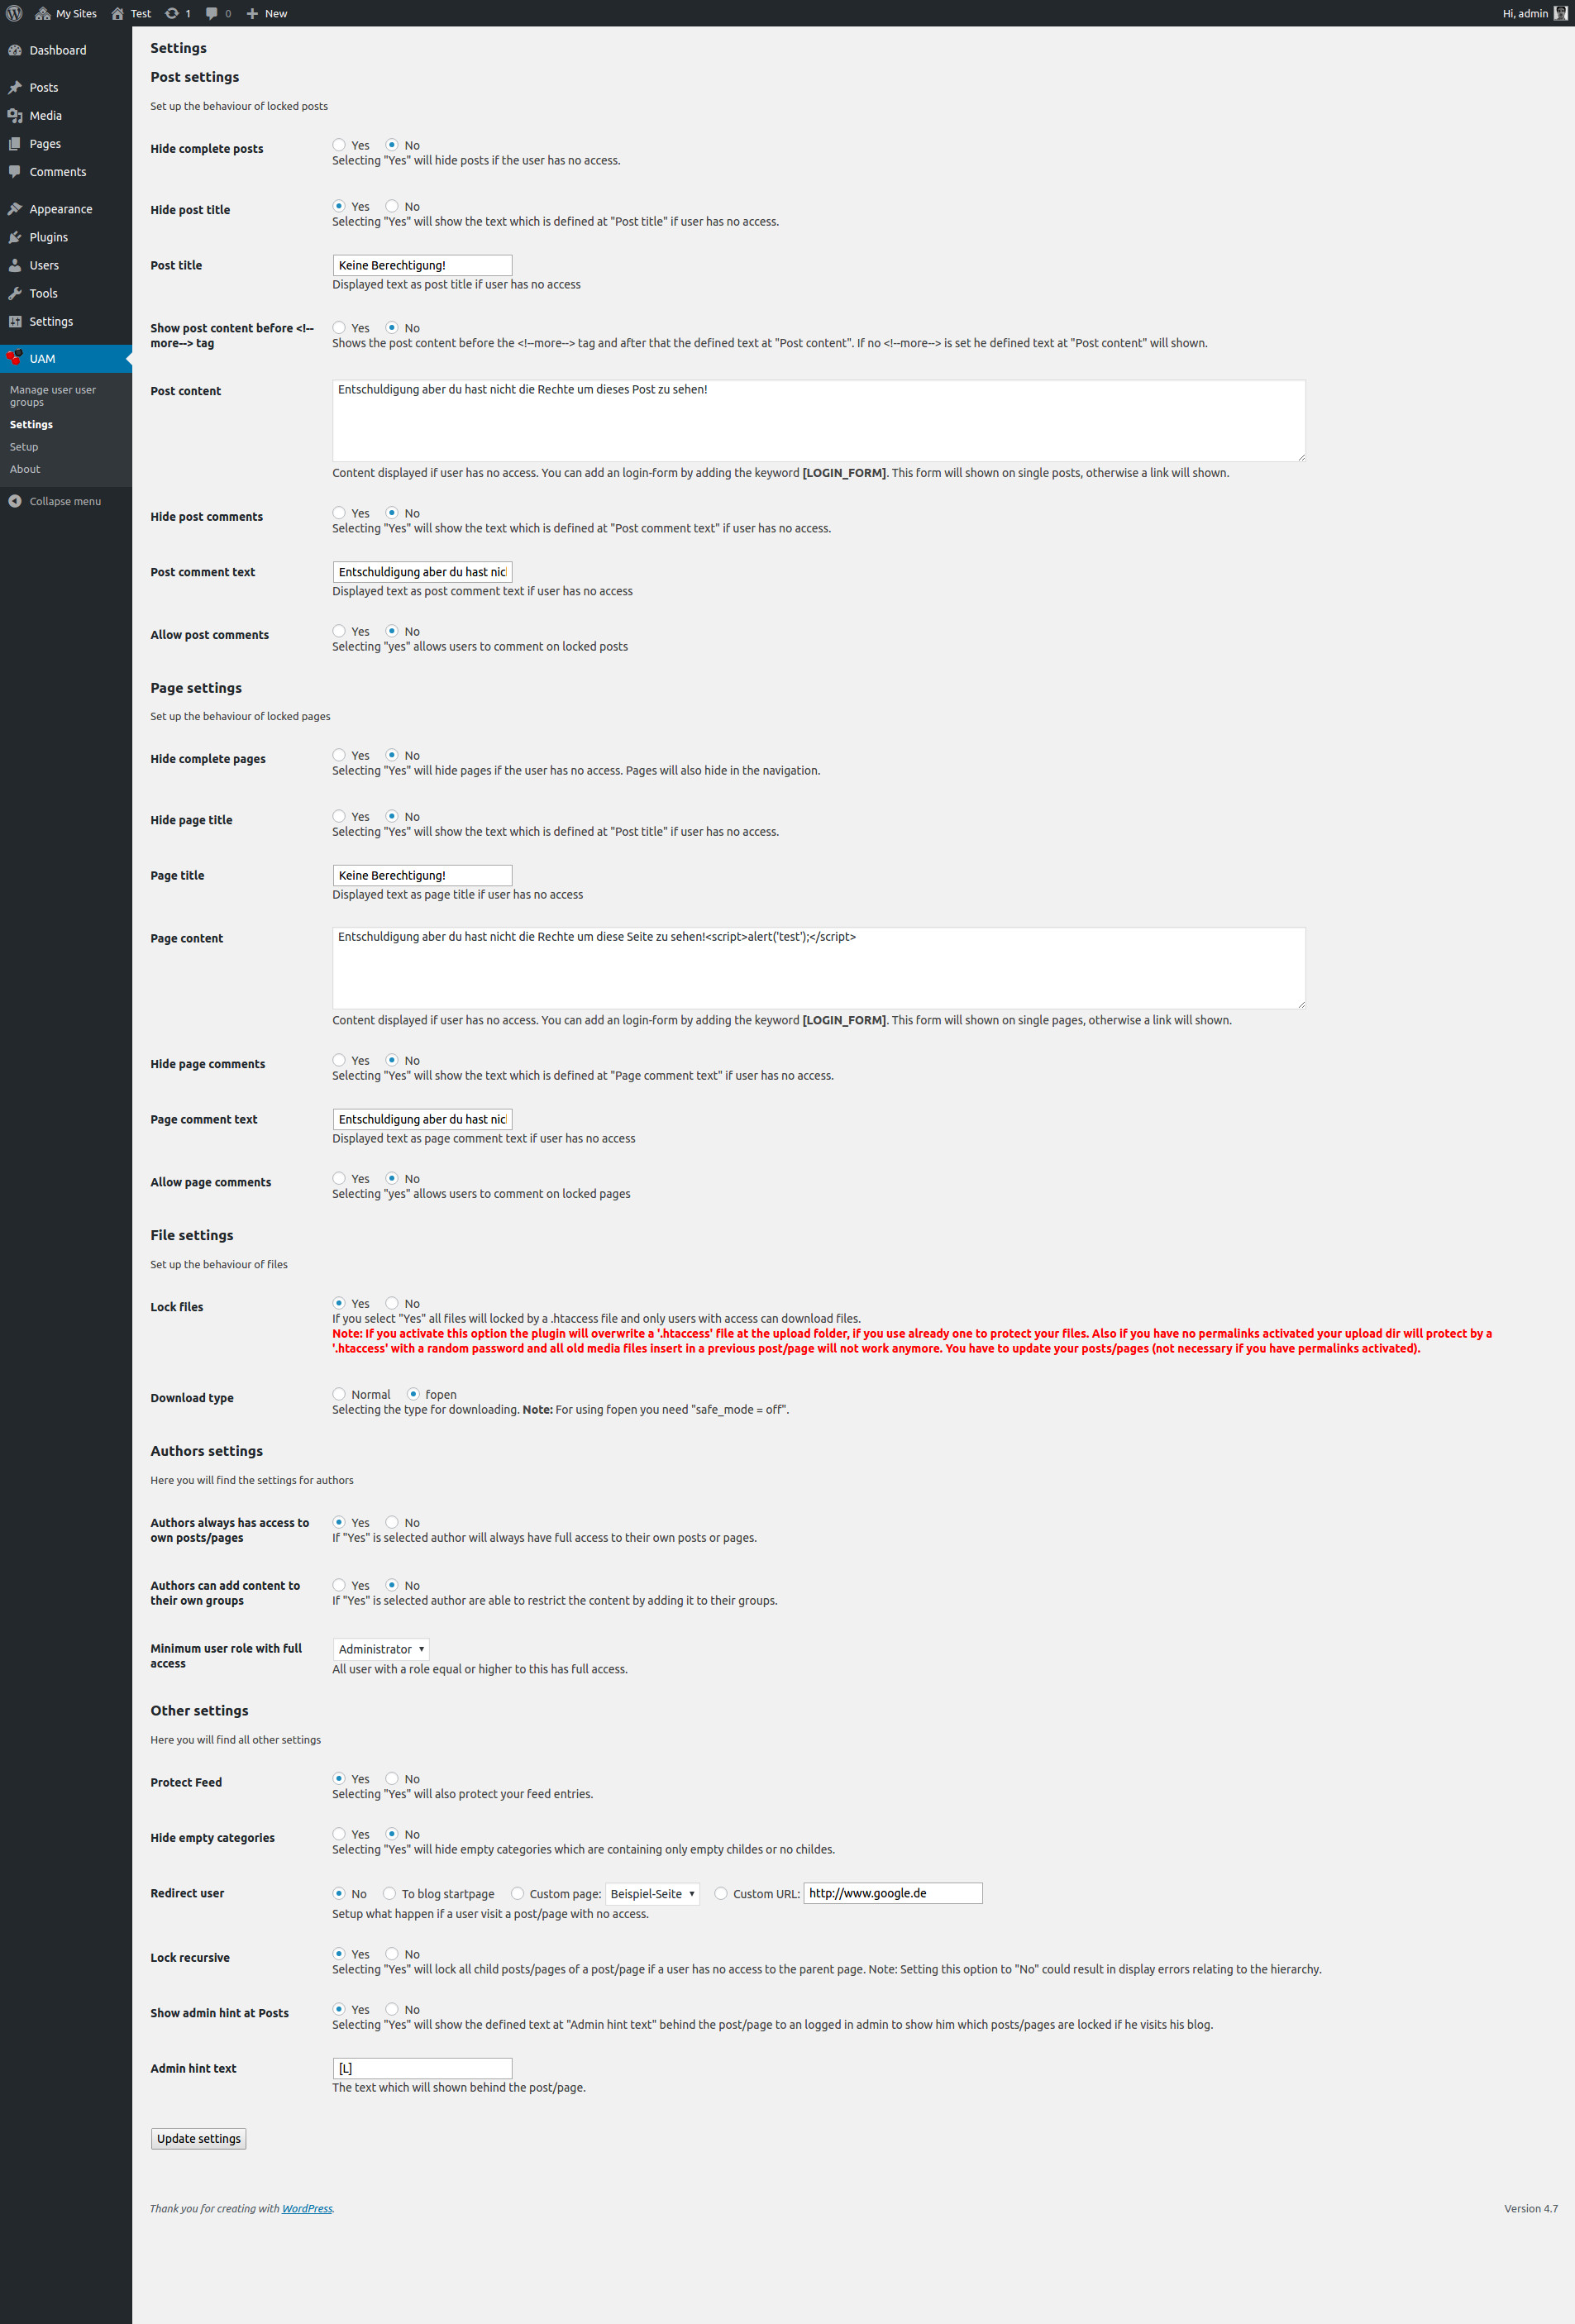 My Sites Test 1 0 New Hi, admin
Dashboard
Posts
Media
Pages
Comments
Appearance
Plugins
Users
Tools
Settings
UAM
Manage user user
groups
Settings
Setup
About
Collapse menu
Settings
Post settings
Set up the behaviour of locked posts
Hide complete posts
Yes No
Selecting "Yes" will hide posts if the user has no access.
Hide post title
Yes No
Selecting "Yes" will show the text which is defined at "Post title" if user has no access.
Post title
Keine Berechtigung!
Displayed text as post title if user has no access
Show post content before <!--
more--> tag
Yes No
Shows the post content before the <!--more--> tag and after that the defined text at "Post content". If no <!--more--> is set he defined text at "Post content" will shown.
Post content
Entschuldigung aber du hast nicht die Rechte um dieses Post zu sehen!
Content displayed if user has no access. You can add an login-form by adding the keyword [LOGIN_FORM]. This form will shown on single posts, otherwise a link will shown.
Hide post comments
Yes No
Selecting "Yes" will show the text which is defined at "Post comment text" if user has no access.
Post comment text
Entschuldigung aber du hast nic
Displayed text as post comment text if user has no access
Allow post comments
Yes No
Selecting "yes" allows users to comment on locked posts
Page settings
Set up the behaviour of locked pages
Hide complete pages
Yes No
Selecting "Yes" will hide pages if the user has no access. Pages will also hide in the navigation.
Hide page title
Yes No
Selecting "Yes" will show the text which is defined at "Post title" if user has no access.
Page title
Keine Berechtigung!
Displayed text as page title if user has no access
Page content
Entschuldigung aber du hast nicht die Rechte um diese Seite zu sehen!<script>alert('test');</script>
Content displayed if user has no access. You can add an login-form by adding the keyword [LOGIN_FORM]. This form will shown on single pages, otherwise a link will shown.
Hide page comments
Yes No
Selecting "Yes" will show the text which is defined at "Page comment text" if user has no access.
Page comment text
Entschuldigung aber du hast nic
Displayed text as page comment text if user has no access
Allow page comments
Yes No
Selecting "yes" allows users to comment on locked pages
File settings
Set up the behaviour of files
Lock files
Yes No
If you select "Yes" all files will locked by a .htaccess file and only users with access can download files.
Note: If you activate this option the plugin will overwrite a '.htaccess' file at the upload folder, if you use already one to protect your files. Also if you have no permalinks activated your upload dir will protect by a
'.htaccess' with a random password and all old media files insert in a previous post/page will not work anymore. You have to update your posts/pages (not necessary if you have permalinks activated).
Download type
Normal fopen
Selecting the type for downloading. Note: For using fopen you need "safe_mode = off".
Authors settings
Here you will find the settings for authors
Authors always has access to
own posts/pages
Yes No
If "Yes" is selected author will always have full access to their own posts or pages.
Authors can add content to
their own groups
Yes No
If "Yes" is selected author are able to restrict the content by adding it to their groups.
Minimum user role with full
access
Administrator
All user with a role equal or higher to this has full access.
Other settings
Here you will find all other settings
Protect Feed
Yes No
Selecting "Yes" will also protect your feed entries.
Hide empty categories
Yes No
Selecting "Yes" will hide empty categories which are containing only empty childes or no childes.
Redirect user
No To blog startpage Custom page: Beispiel-Seite Custom URL: http://www.google.de
Setup what happen if a user visit a post/page with no access.
Lock recursive
Yes No
Selecting "Yes" will lock all child posts/pages of a post/page if a user has no access to the parent page. Note: Setting this option to "No" could result in display errors relating to the hierarchy.
Show admin hint at Posts
Yes No
Selecting "Yes" will show the defined text at "Admin hint text" behind the post/page to an logged in admin to show him which posts/pages are locked if he visits his blog.
Admin hint text
[L]
The text which will shown behind the post/page.
Update settings
Thank you for creating with WordPress. Version 4.7